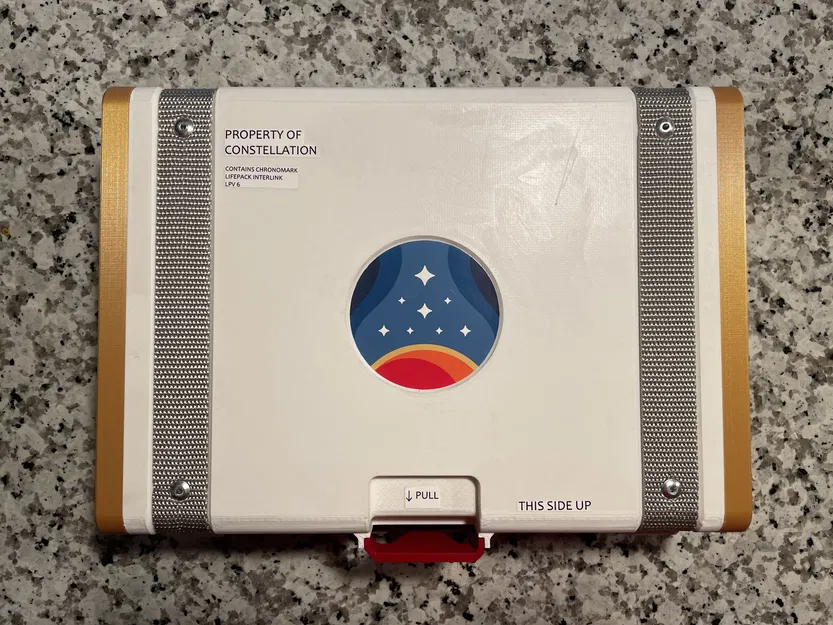 PROPERTY OF
CONSTELLATION
CONTAINS CHRONOMARK
LIFEPACK INTERLINK
LPV 6
↓ PULL
THIS SIDE UP